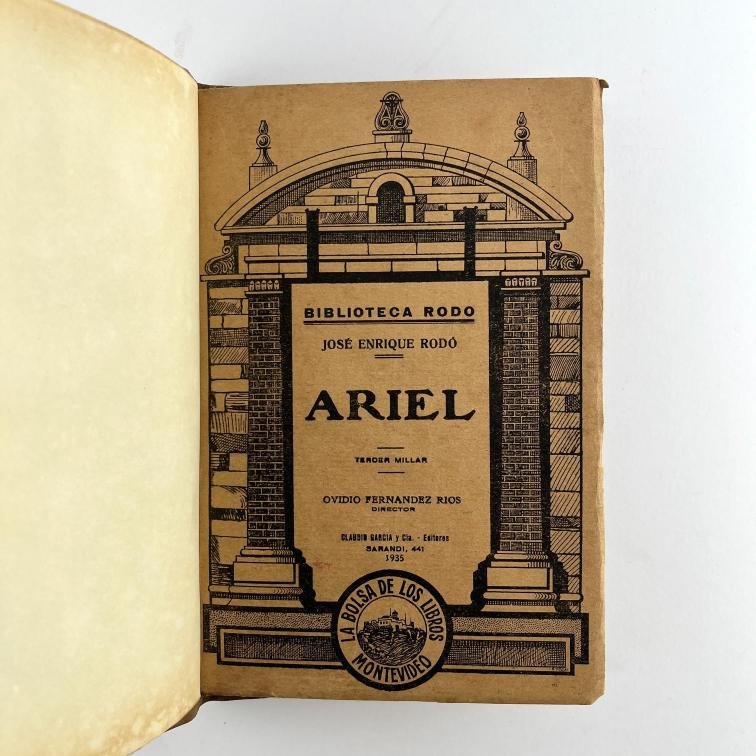 BIBLIOTECA RODO
JOSÉ ENRIQUE RODÓ
ARIEL
TERCER MILLAR
OVIDIO FERNANDEZ RIOS
DIRECTOR
CLAUDIO GARCIA y Cía. - Editores
SARANDI, 441
1935
LA BOLSA DE LOS LIBROS
MONTEVIDEO